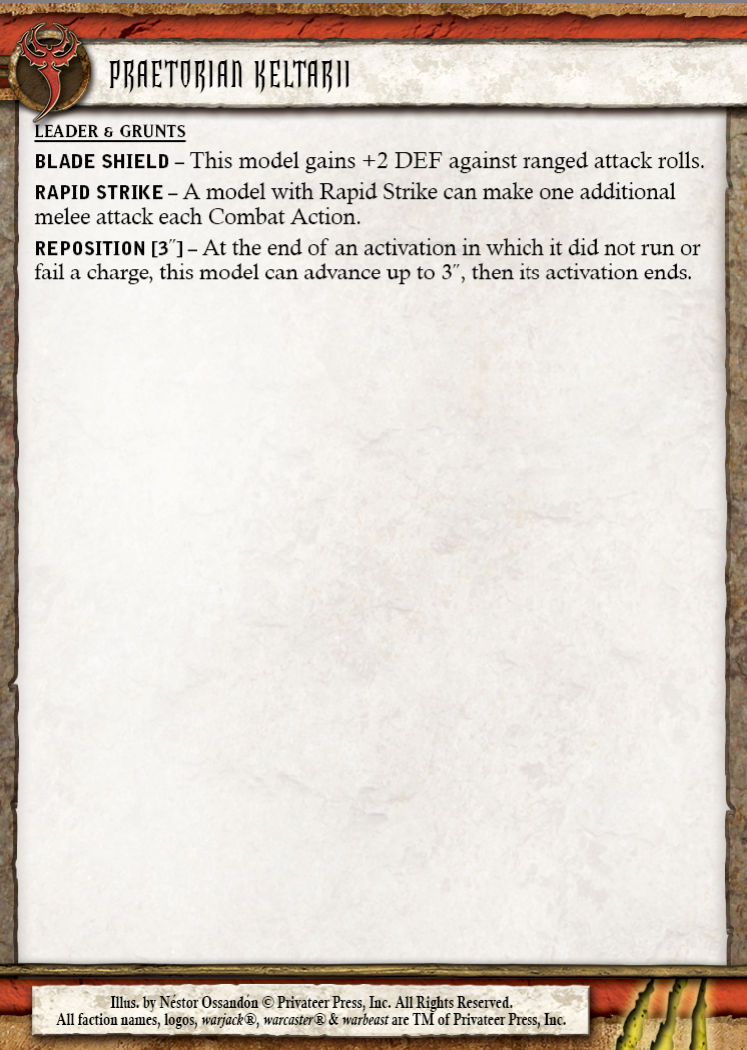 PRAETORIAN KELTARII
LEADER & GRUNTS
BLADE SHIELD – This model gains +2 DEF against ranged attack rolls.
RAPID STRIKE – A model with Rapid Strike can make one additional
melee attack each Combat Action.
REPOSITION [3˝] – At the end of an activation in which it did not run or
fail a charge, this model can advance up to 3˝, then its activation ends.
Illus. by Néstor Ossandón © Privateer Press, Inc. All Rights Reserved.
All faction names, logos, warjack®, warcaster® & warbeast are TM of Privateer Press, Inc.